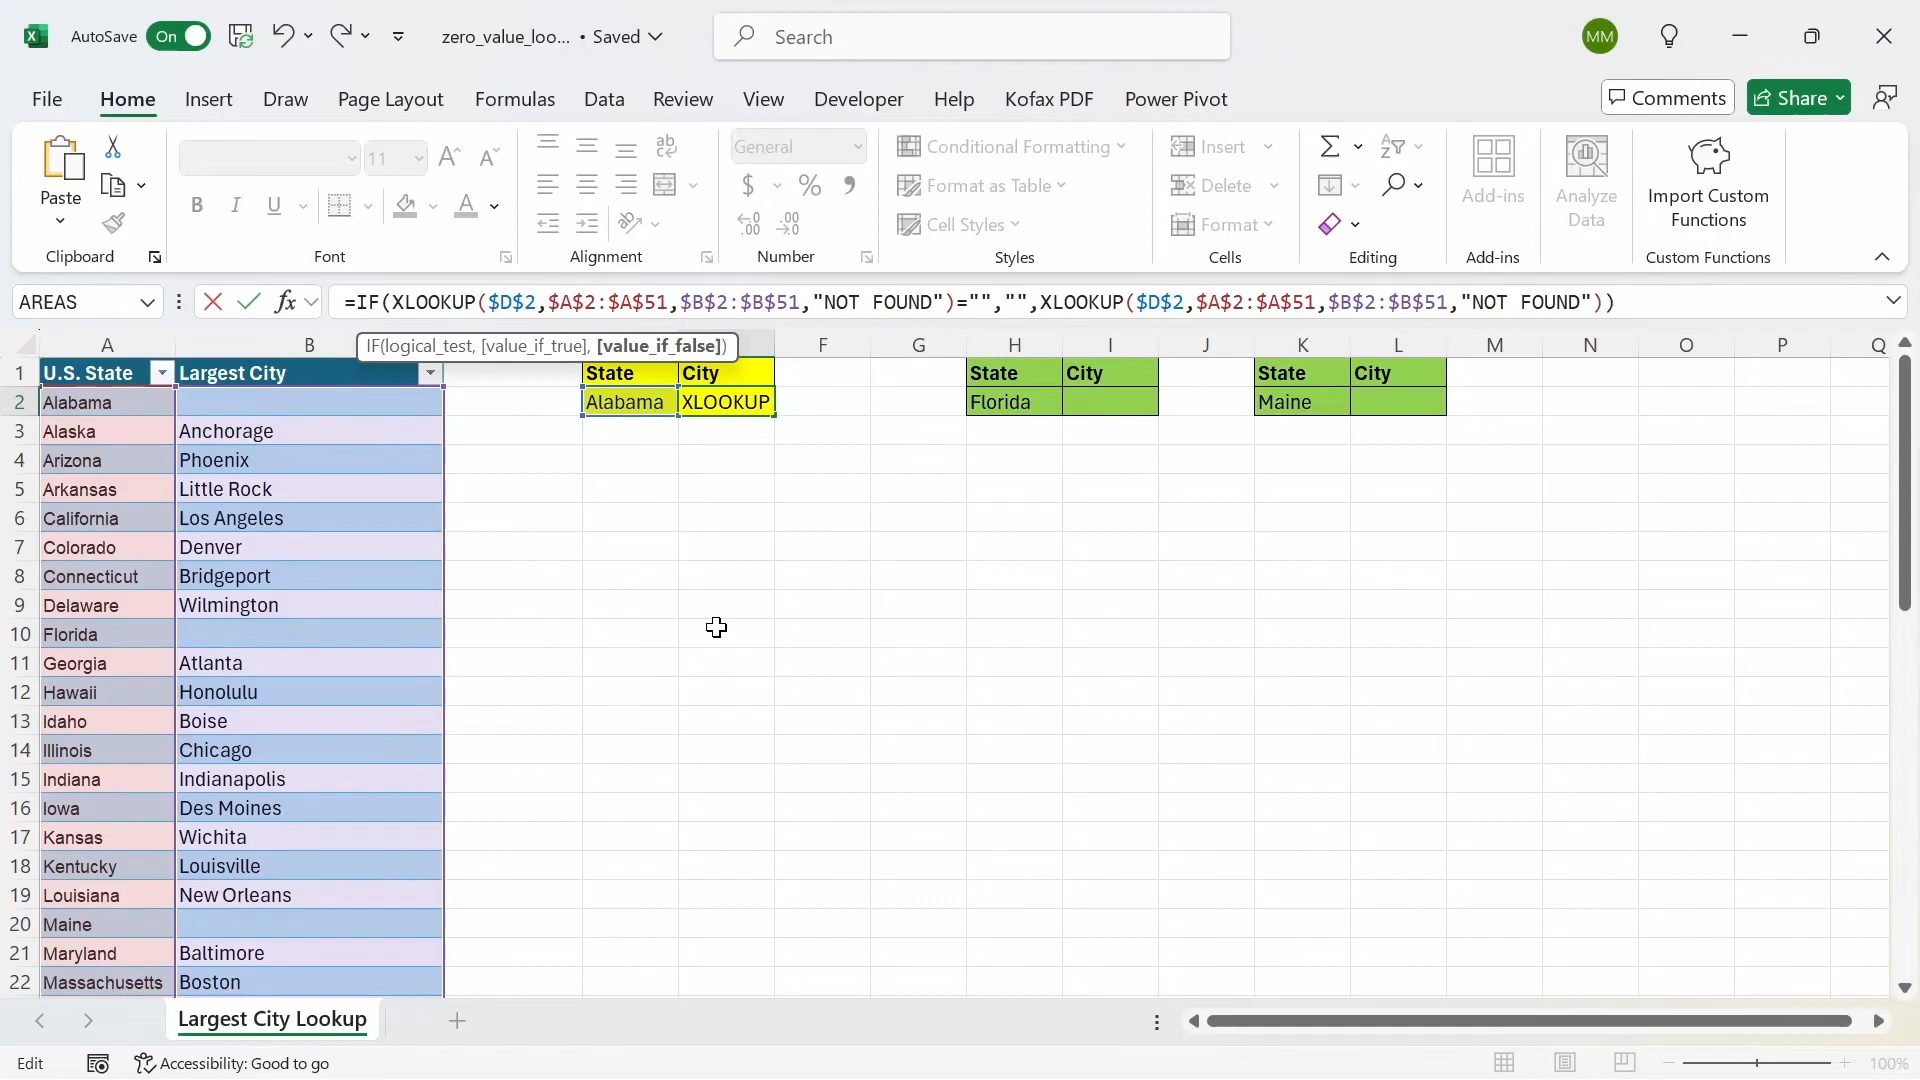 AutoSave On zero_value_loo... • Saved Search MM
File Home Insert Draw Page Layout Formulas Data Review View Developer Help Kofax PDF Power Pivot Comments Share
Paste 11 General Conditional Formatting Insert
B I U $ % Format as Table Delete
Cell Styles Format
Add-ins
Analyze Data
Import Custom Functions
Clipboard Font Alignment Number Styles Cells Editing Add-ins Custom Functions
AREAS fx =IF(XLOOKUP($D$2,$A$2:$A$51,$B$2:$B$51,"NOT FOUND")="","",XLOOKUP($D$2,$A$2:$A$51,$B$2:$B$51,"NOT FOUND"))
IF(logical_test, [value_if_true], [value_if_false])
A B F G H I J K L M N O P Q
1 U.S. State Largest City State City State City State City
2 Alabama Alabama XLOOKUP Florida Maine
3 Alaska Anchorage
4 Arizona Phoenix
5 Arkansas Little Rock
6 California Los Angeles
7 Colorado Denver
8 Connecticut Bridgeport
9 Delaware Wilmington
10 Florida
11 Georgia Atlanta
12 Hawaii Honolulu
13 Idaho Boise
14 Illinois Chicago
15 Indiana Indianapolis
16 Iowa Des Moines
17 Kansas Wichita
18 Kentucky Louisville
19 Louisiana New Orleans
20 Maine
21 Maryland Baltimore
22 Massachusetts Boston
Largest City Lookup
Edit Accessibility: Good to go 100%